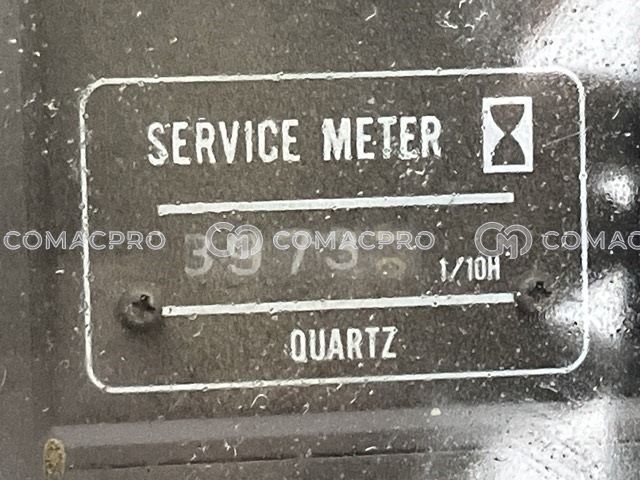 SERVICE METER
COMACPRO COMACPRO COMAC
1/10H
QUARTZ